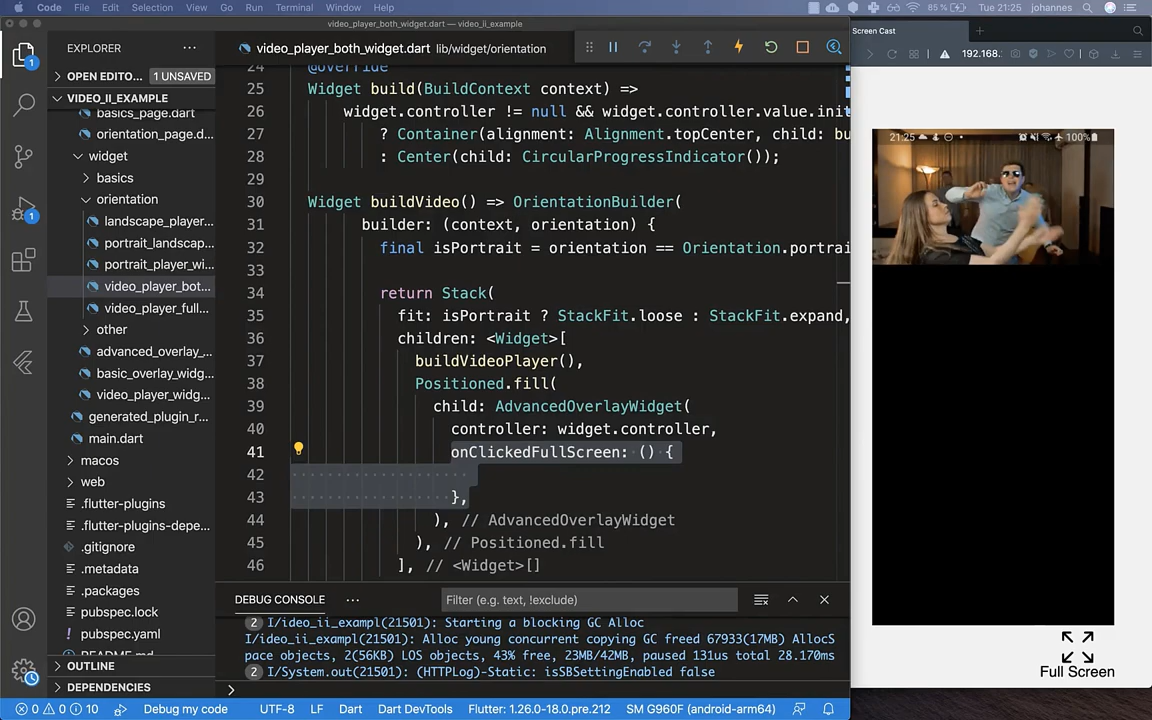 Code File Edit Selection View Go Run Terminal Window Help 85% Tue 21:25 johannes
video_player_both_widget.dart — video_ii_example
Screen Cast
EXPLORER
video_player_both_widget.dart lib/widget/orientation
192.168.
OPEN EDITO... 1 UNSAVED
VIDEO_II_EXAMPLE
basics_page.dart
orientation_page.d...
widget
basics
orientation
landscape_player...
portrait_landscap...
portrait_player_wi...
video_player_bot...
video_player_full...
other
advanced_overlay_...
basic_overlay_widg...
video_player_widg...
generated_plugin_r...
main.dart
macos
web
.flutter-plugins
.flutter-plugins-depe...
.gitignore
.metadata
.packages
pubspec.lock
pubspec.yaml
README.md
OUTLINE
DEPENDENCIES
24 @override
25 Widget build(BuildContext context) =>
26 widget.controller != null && widget.controller.value.init
27 ? Container(alignment: Alignment.topCenter, child: bu
28 : Center(child: CircularProgressIndicator());
29
30 Widget buildVideo() => OrientationBuilder(
31 builder: (context, orientation) {
32 final isPortrait = orientation == Orientation.portrai
33
34 return Stack(
35 fit: isPortrait ? StackFit.loose : StackFit.expand,
36 children: <Widget>[
37 buildVideoPlayer(),
38 Positioned.fill(
39 child: AdvancedOverlayWidget(
40 controller: widget.controller,
41 onClickedFullScreen: () {
42
43 },
44 ), // AdvancedOverlayWidget
45 ), // Positioned.fill
46 ], // <Widget>[]
DEBUG CONSOLE
Filter (e.g. text, !exclude)
2 I/ideo_ii_exampl(21501): Starting a blocking GC Alloc
I/ideo_ii_exampl(21501): Alloc young concurrent copying GC freed 67933(17MB) AllocS
pace objects, 2(56KB) LOS objects, 43% free, 23MB/42MB, paused 131us total 28.170ms
2 I/System.out(21501): (HTTPLog)-Static: isSBSettingEnabled false
21:25 100%
Full Screen
0 0 10 Debug my code UTF-8 LF Dart Dart DevTools Flutter: 1.26.0-18.0.pre.212 SM G960F (android-arm64)